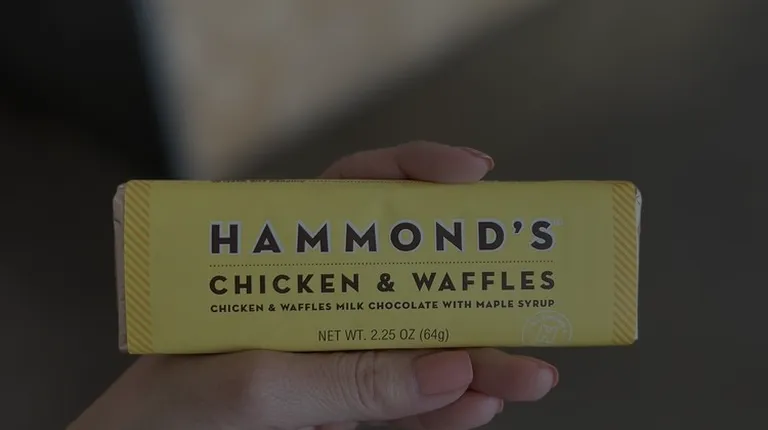 HAMMOND'S
CHICKEN & WAFFLES
CHICKEN & WAFFLES MILK CHOCOLATE WITH MAPLE SYRUP
NET WT. 2.25 OZ (64g)